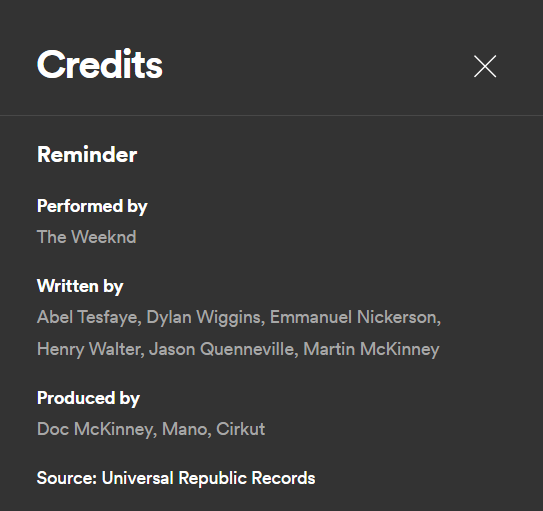 Credits
Reminder
Performed by
The Weeknd
Written by
Abel Tesfaye, Dylan Wiggins, Emmanuel Nickerson,
Henry Walter, Jason Quenneville, Martin McKinney
Produced by
Doc McKinney, Mano, Cirkut
Source: Universal Republic Records